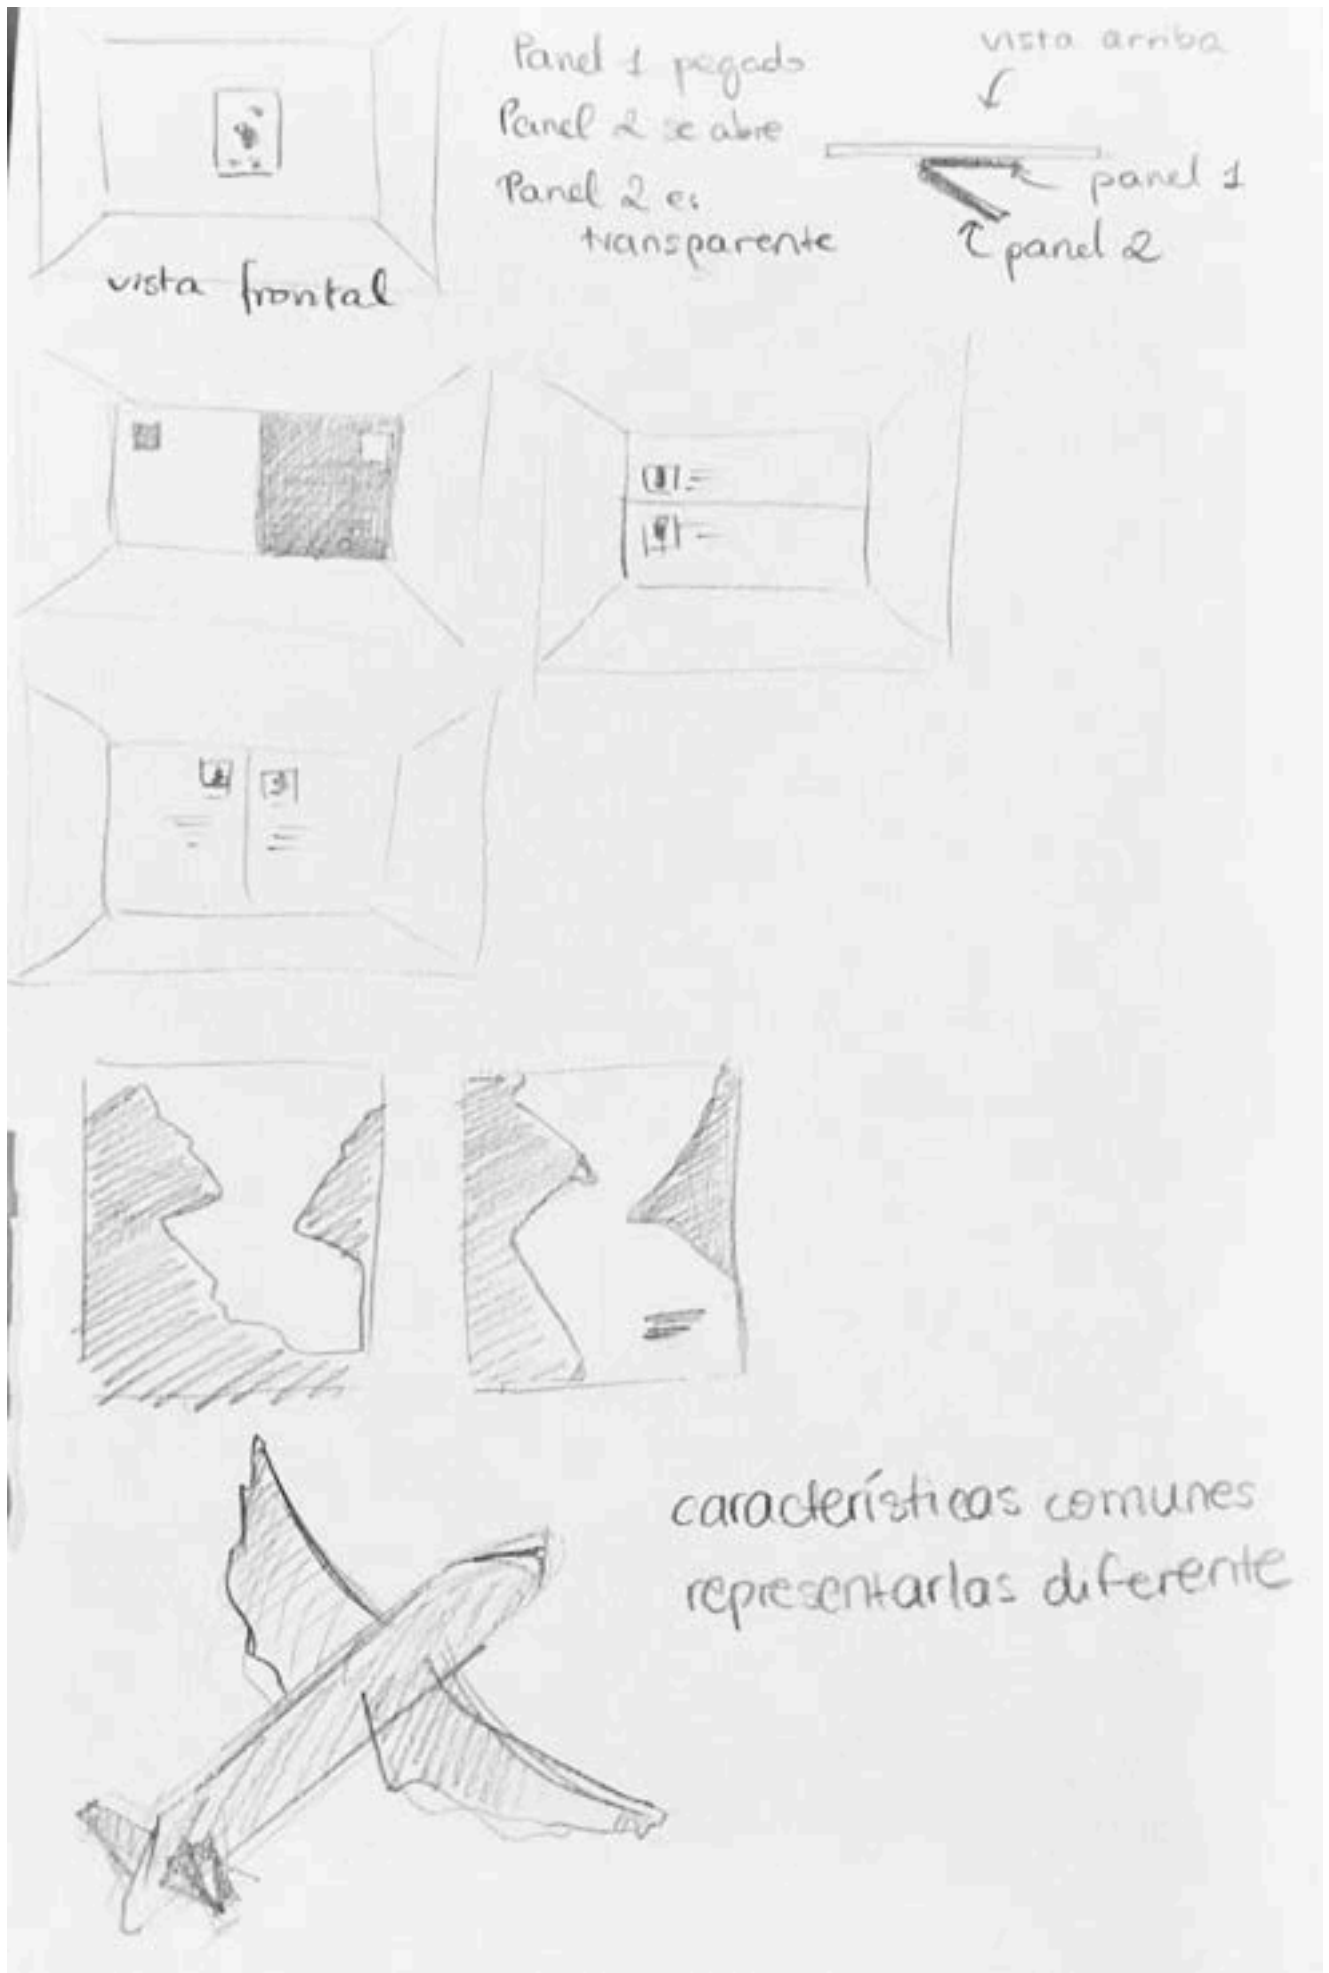 Panel 1 pegado
Panel 2 se abre
Panel 2 es
transparente
vista arriba
panel 1
panel 2
vista frontal
característicos comunes
representarlas diferente